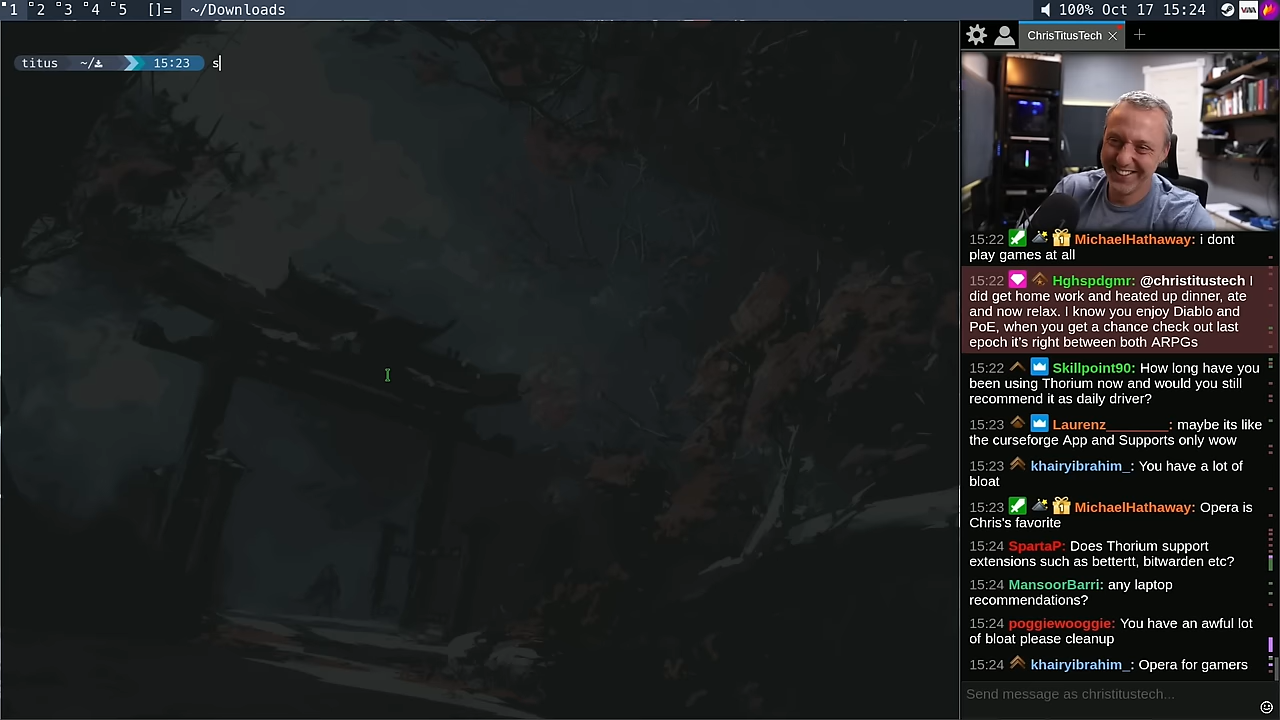 1 2 3 4 5 []= ~/Downloads
100% Oct 17 15:24
ChrisTitusTech
titus ~/ 15:23 s
15:22 MichaelHathaway: i dont
play games at all
15:22 Hghspdgmr: @christitustech I
did get home work and heated up dinner, ate
and now relax. I know you enjoy Diablo and
PoE, when you get a chance check out last
epoch it's right between both ARPGs
15:22 Skillpoint90: How long have you
been using Thorium now and would you still
recommend it as daily driver?
15:23 Laurenz________: maybe its like
the curseforge App and Supports only wow
15:23 khairyibrahim_: You have a lot of
bloat
15:23 MichaelHathaway: Opera is
Chris's favorite
15:24 SpartaP: Does Thorium support
extensions such as bettertt, bitwarden etc?
15:24 MansoorBarri: any laptop
recommendations?
15:24 poggiewooggie: You have an awful lot
of bloat please cleanup
15:24 khairyibrahim_: Opera for gamers
Send message as christitustech...